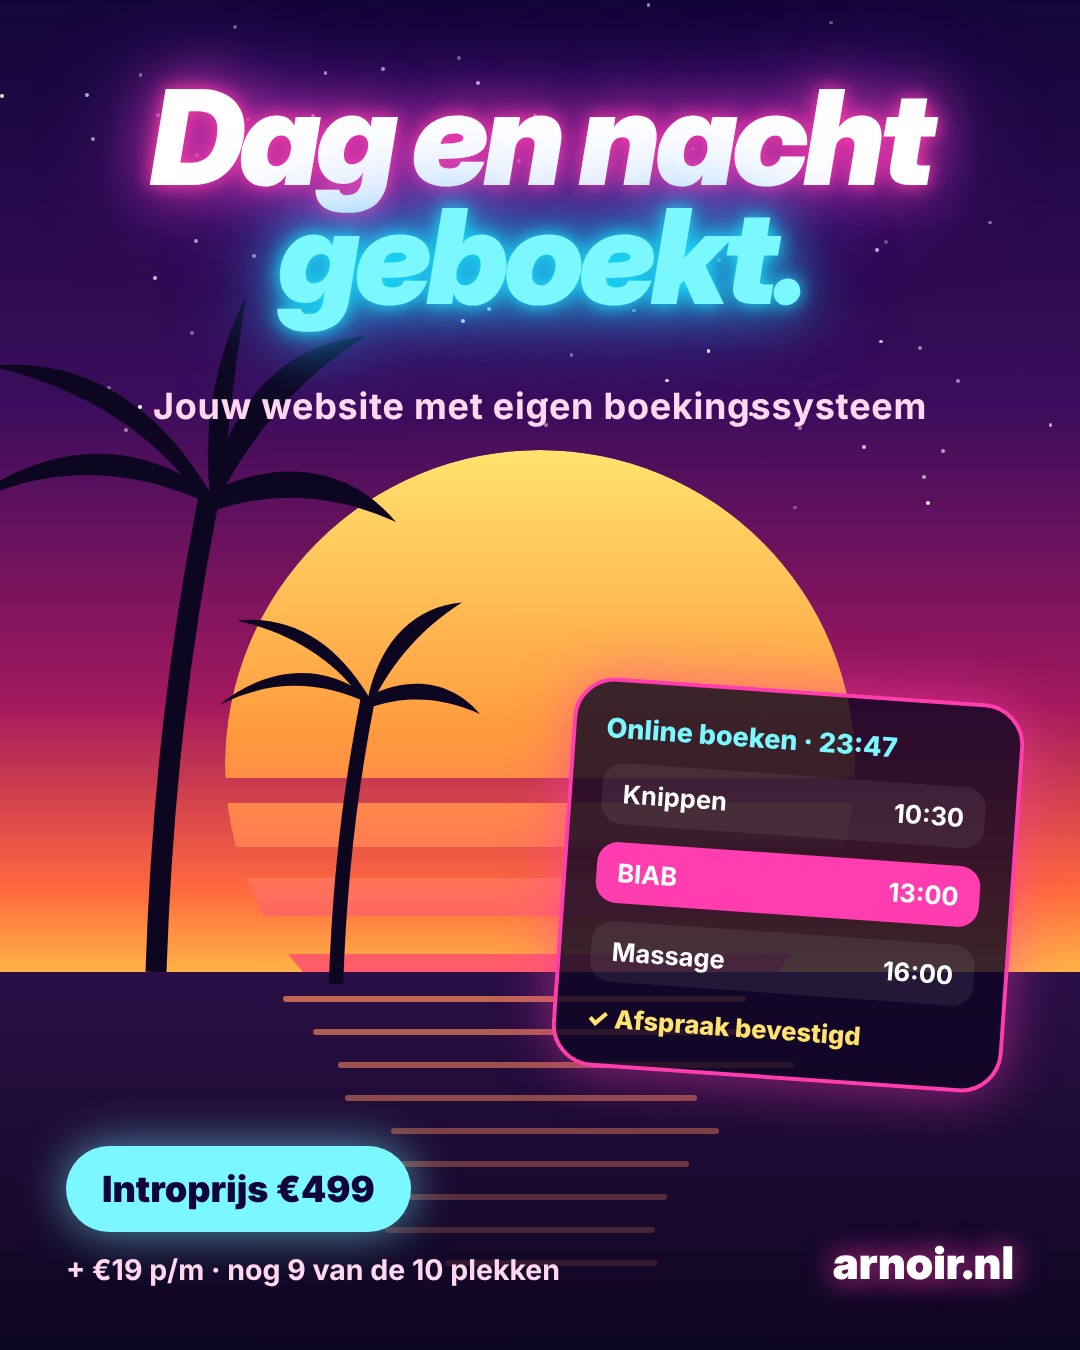 Dag en nacht
geboekt.
Jouw website met eigen boekingssysteem
Online boeken · 23:47
Knippen 10:30
BIAB 13:00
Massage 16:00
✓ Afspraak bevestigd
Introprijs €499
+ €19 p/m · nog 9 van de 10 plekken
arnoir.nl